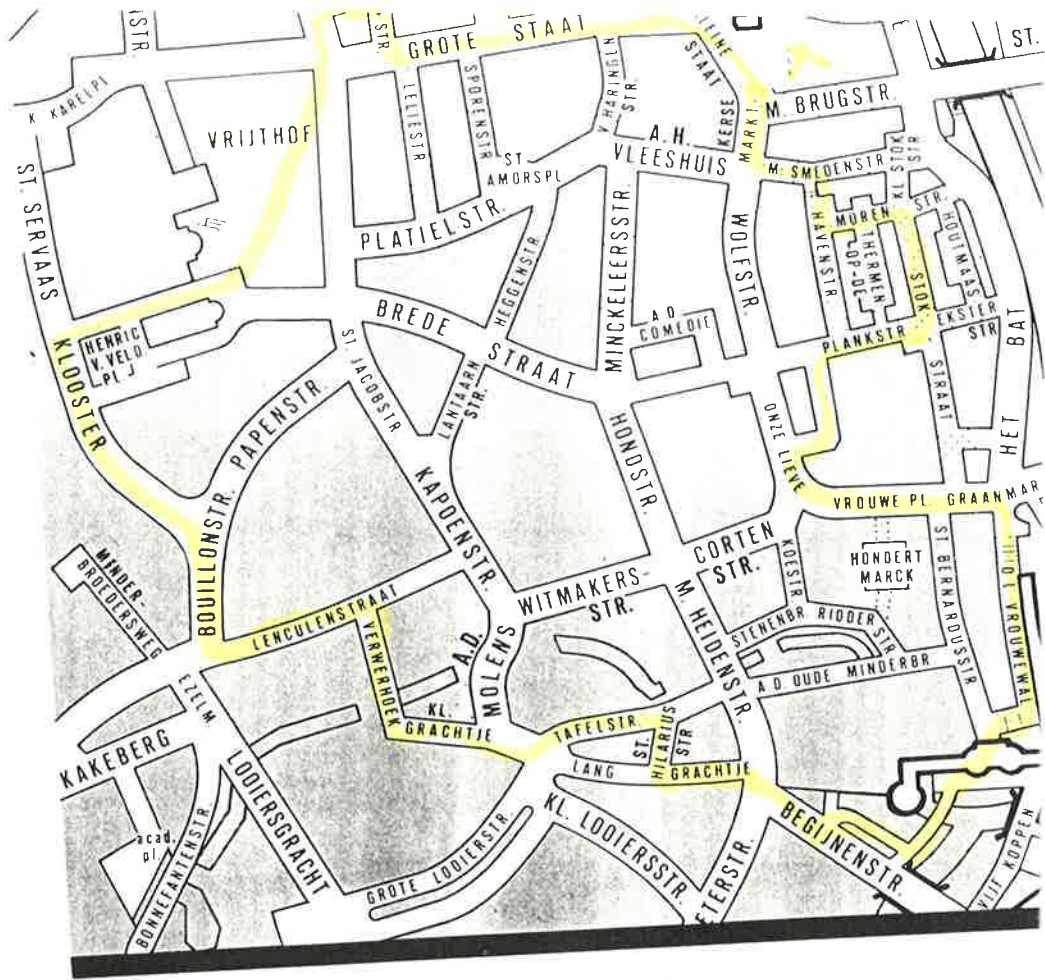 STR.
STR.
GROTE STAAT
EINE
STAAT
ST.
K KARELPL
LELIESTR
SPORENSTR
V HARINGEN
STR.
M. BRUGSTR.
VRIJTHOF
A.H.
VLEESHUIS
KERSE
MARKT
ST
AMORSPL
M. SMEDENSTR
KL STOK
STR
ST. SERVAAS
PLATIELSTR.
MINCKELEERSSTR.
WOLFSTR.
HAVENSTR.
MOREN
STR.
THERMEN
OP-DE
HOUTMAAS
STOK
HEGGENSTR.
A D
COMEDIE
PLANKSTR
EKSTER
STR
STRAAT
HET BAT
HENRIC
V. VELD.
PL
BREDE
STRAAT
KLOOSTER
PAPENSTR.
ST. JACOBSTR
LANTAARN
STR.
HONDSTR.
ONZE LIEVE
VROUWE PL.
GRAANMAR
BOUILLONSTR.
KAPOENSTR.
CORTEN
STR.
KOESTR
HONDERT
MARCK
ST BERNARDUSSTR
MINDER-
BROEDERSWEG
WITMAKERS-
STR.
LENCULENSTRAAT
VERWERHOEK
A.D.
MOLENS
M. HEIDENSTR.
STENENBR
RIDDER
STR
A D OUDE MINDERBR
L VROUWEWAL
EZELM.
KL.
GRACHTJE
TAFELSTR.
ST.
HILARIUS
STR
LANG
GRACHTJE
KAKEBERG
LOOIERSGRACHT
acad.
pl.
BONNEFANTENSTR.
GROTE LOOIERSTR.
KL. LOOIERSSTR.
ETERSTR.
BEGIJNENSTR.
VIJF KOPPEN